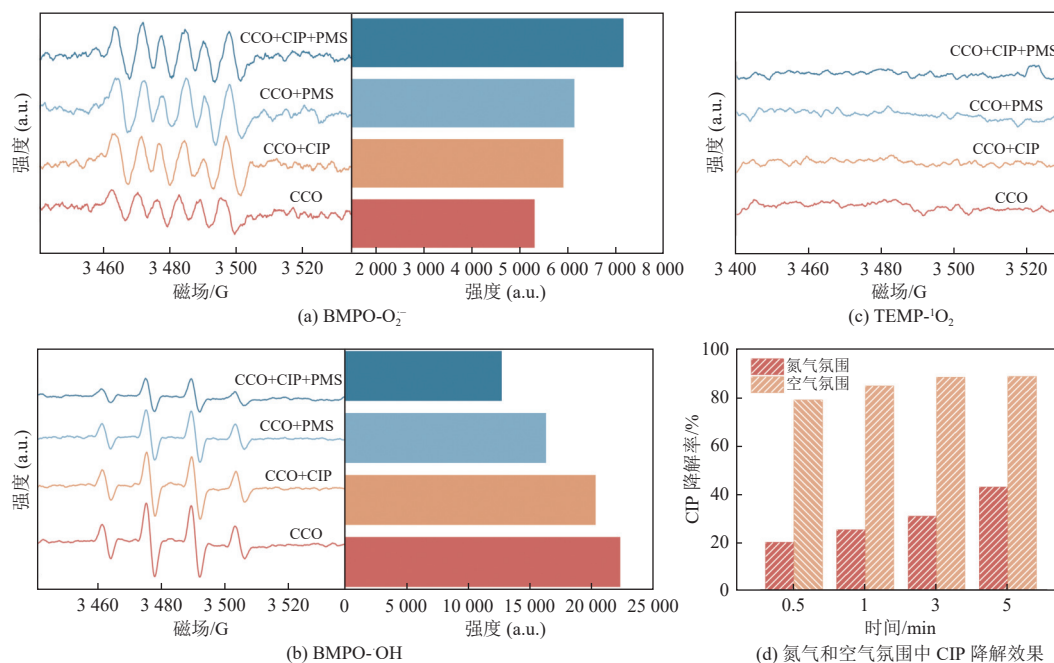 强度 (a.u.)
CCO+CIP+PMS
CCO+PMS
CCO+CIP
CCO
3 460
3 480
3 500
3 520
2 000
3 000
4 000
5 000
6 000
7 000
8 000
磁场/G
强度 (a.u.)
(a) BMPO-O₂·⁻
强度 (a.u.)
CCO+CIP+PMS
CCO+PMS
CCO+CIP
CCO
3 400
3 460
3 480
3 500
3 520
磁场/G
(c) TEMP-¹O₂
强度 (a.u.)
CCO+CIP+PMS
CCO+PMS
CCO+CIP
CCO
3 460
3 480
3 500
3 520
0
5 000
10 000
15 000
20 000
25 000
磁场/G
强度 (a.u.)
(b) BMPO-·OH
CIP 降解率/%
100
80
60
40
20
0
氮气氛围
空气氛围
0.5
1
3
5
时间/min
(d) 氮气和空气氛围中 CIP 降解效果